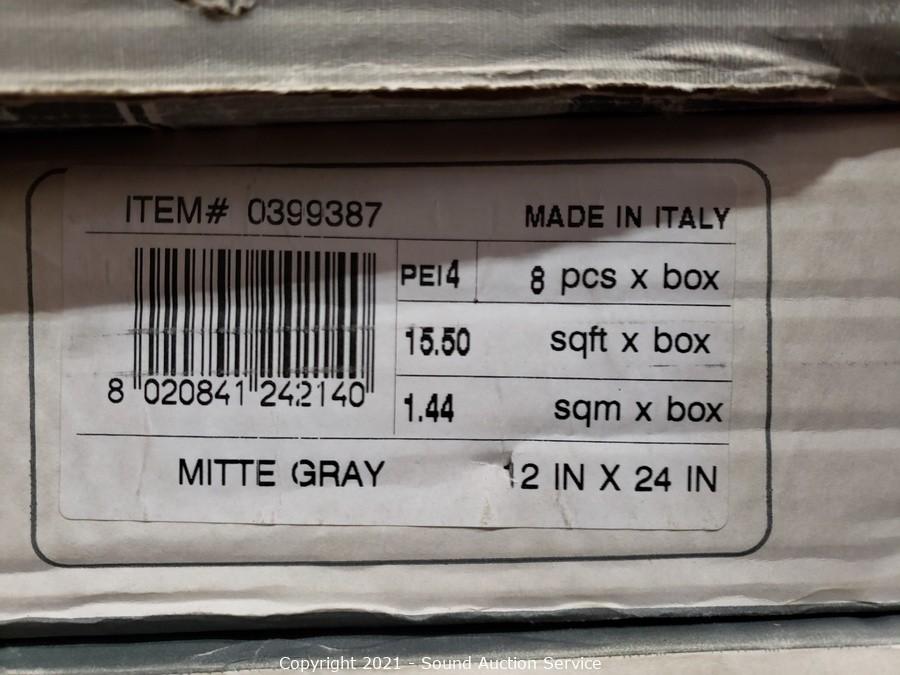 ITEM# 0399387 MADE IN ITALY
PEI4 8 pcs x box
15.50 sqft x box
8 020841 242140
1.44 sqm x box
MITTE GRAY 12 IN X 24 IN
Copyright 2021 - Sound Auction Service